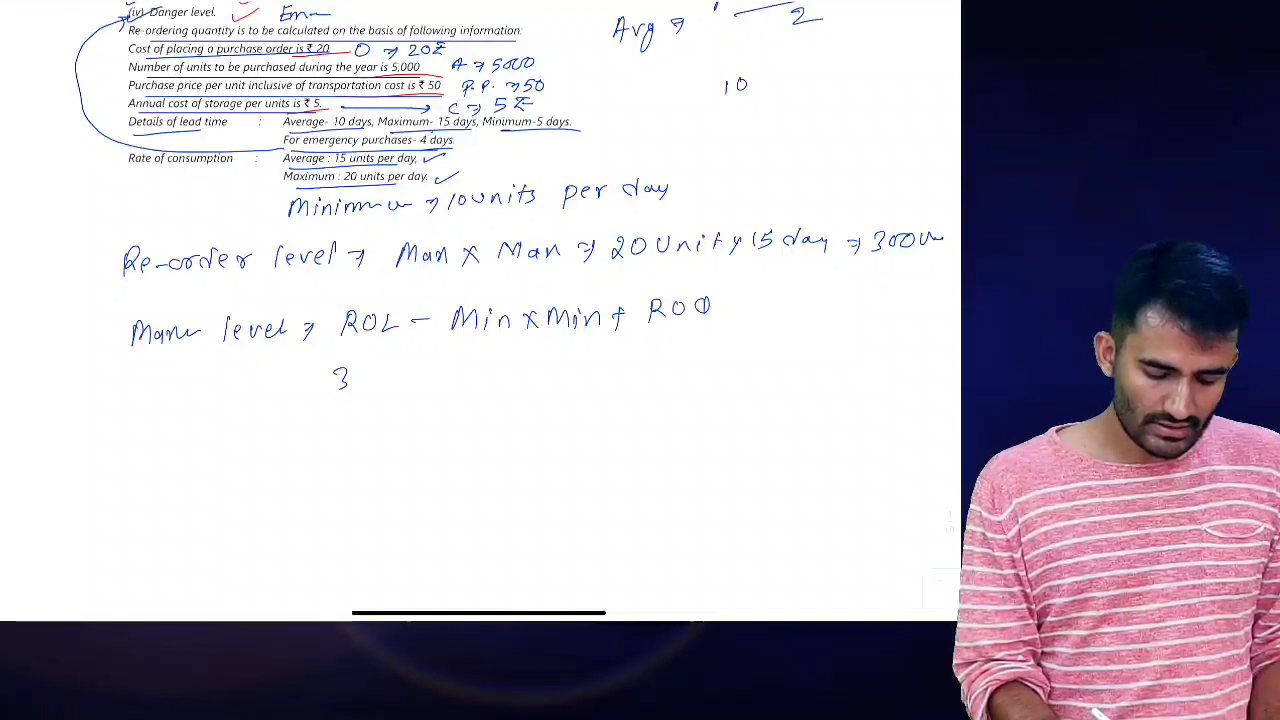 (iv) Danger level.
Re-ordering quantity is to be calculated on the basis of following information:
Cost of placing a purchase order is ₹ 20 O → 20₹
Number of units to be purchased during the year is 5,000 A → 5000
Purchase price per unit inclusive of transportation cost is ₹ 50 P.P. → 50
Annual cost of storage per units is ₹ 5. C → 5₹
Details of lead time : Average- 10 days, Maximum- 15 days, Minimum-5 days.
For emergency purchases- 4 days.
Rate of consumption : Average : 15 units per day,
Maximum : 20 units per day.
Avg →
2
10
Minimum → 10 units per day
Re-order level → Max x Max → 20 Unit x 15 day → 300
level → ROL - Min x Min + ROQ
3